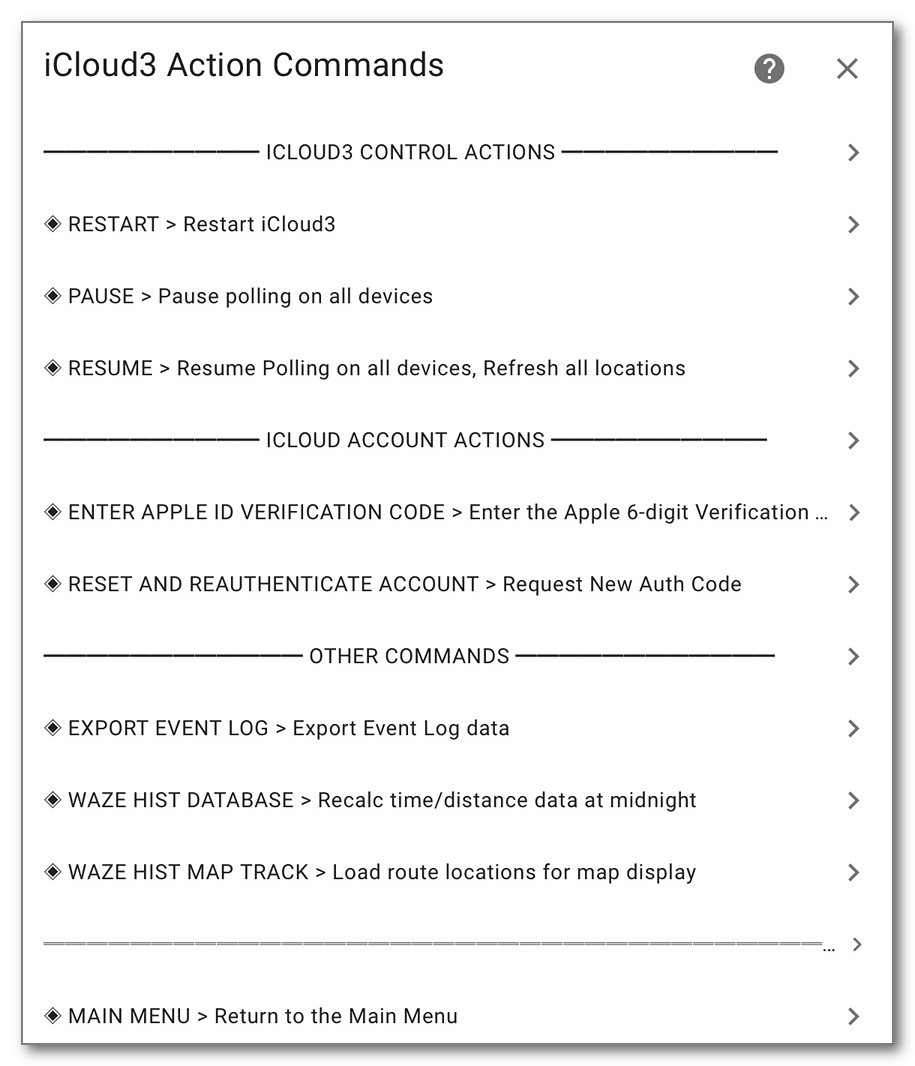 iCloud3 Action Commands
ICLOUD3 CONTROL ACTIONS
◈ RESTART > Restart iCloud3
◈ PAUSE > Pause polling on all devices
◈ RESUME > Resume Polling on all devices, Refresh all locations
ICLOUD ACCOUNT ACTIONS
◈ ENTER APPLE ID VERIFICATION CODE > Enter the Apple 6-digit Verification ...
◈ RESET AND REAUTHENTICATE ACCOUNT > Request New Auth Code
OTHER COMMANDS
◈ EXPORT EVENT LOG > Export Event Log data
◈ WAZE HIST DATABASE > Recalc time/distance data at midnight
◈ WAZE HIST MAP TRACK > Load route locations for map display
...
◈ MAIN MENU > Return to the Main Menu